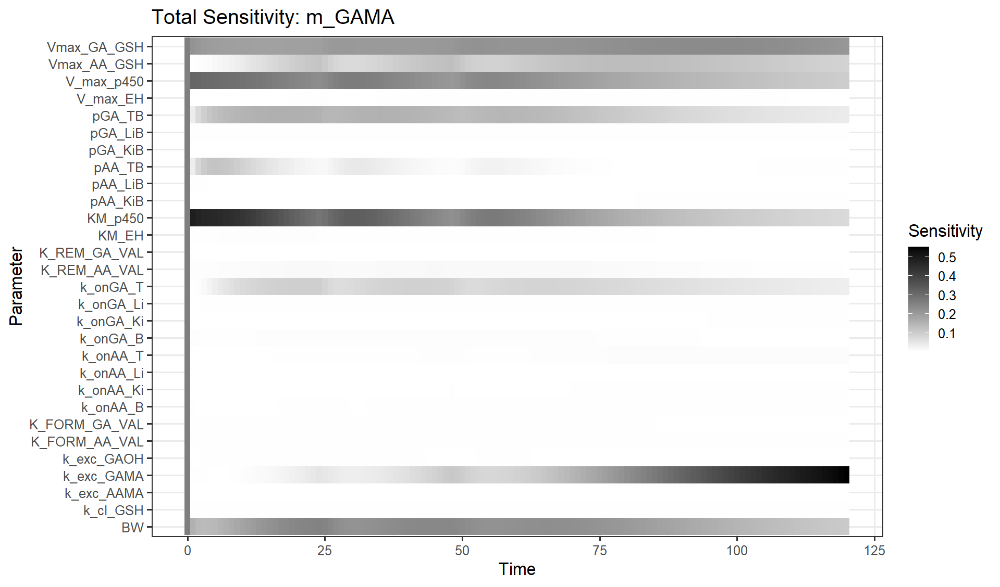 Total Sensitivity: m_GAMA
Vmax_GA_GSH
Vmax_AA_GSH
V_max_p450
V_max_EH
pGA_TB
pGA_LiB
pGA_KiB
pAA_TB
pAA_LiB
pAA_KiB
KM_p450
KM_EH
K_REM_GA_VAL
K_REM_AA_VAL
k_onGA_T
k_onGA_Li
k_onGA_Ki
k_onGA_B
k_onAA_T
k_onAA_Li
k_onAA_Ki
k_onAA_B
K_FORM_GA_VAL
K_FORM_AA_VAL
k_exc_GAOH
k_exc_GAMA
k_exc_AAMA
k_cl_GSH
BW
Parameter
0 25 50 75 100 125
Time
Sensitivity
0.5
0.4
0.3
0.2
0.1